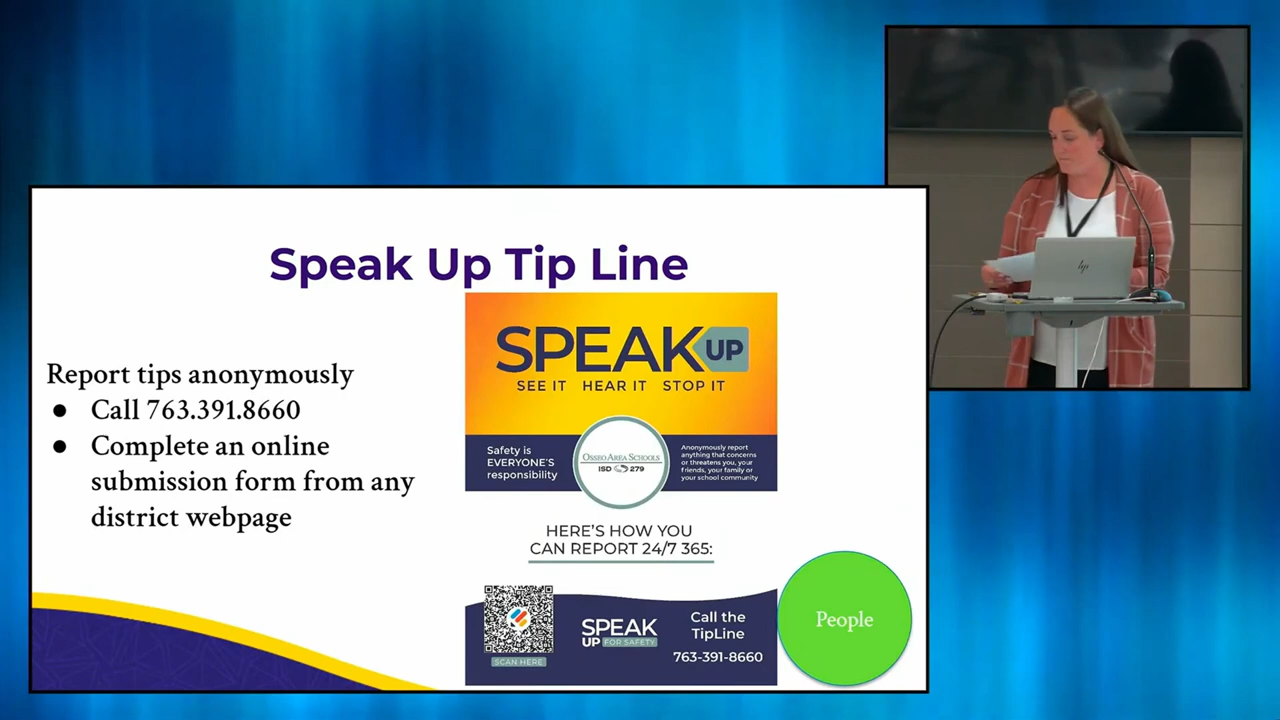 Speak Up Tip Line
Report tips anonymously
● Call 763.391.8660
● Complete an online
submission form from any
district webpage
SPEAK UP
SEE IT HEAR IT STOP IT
Safety is
EVERYONE'S
responsibility
OSSEO AREA SCHOOLS
ISD 279
Anonymously report
anything that concerns
or threatens you, your
friends, your family or
your school community
HERE'S HOW YOU
CAN REPORT 24/7 365:
SCAN HERE
SPEAK
UP FOR SAFETY
Call the
TipLine
763-391-8660
People
hp